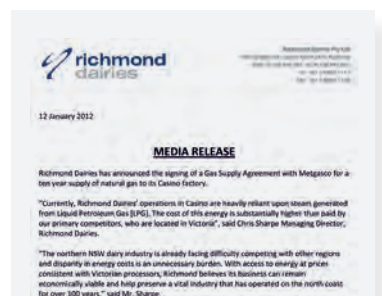 richmond
dairies
Richmond Dairies Pty Ltd
12 January 2012
MEDIA RELEASE
Richmond Dairies has announced the signing of a Gas Supply Agreement with Metgasco for a
ten year supply of natural gas to its Casino factory.
"Currently, Richmond Dairies' operations in Casino are heavily reliant upon steam generated
from Liquid Petroleum Gas [LPG]. The cost of this energy is substantially higher than paid by
our primary competitors, who are located in Victoria", said Chris Sharpe Managing Director,
Richmond Dairies.
"The northern NSW dairy industry is already facing difficulty competing with other regions
and disparity in energy costs is an unnecessary burden. With access to energy at prices
consistent with Victorian processors, Richmond believes its business can remain
economically viable and help preserve a vital industry that has operated on the north coast
for over 100 years." said Mr. Sharpe.